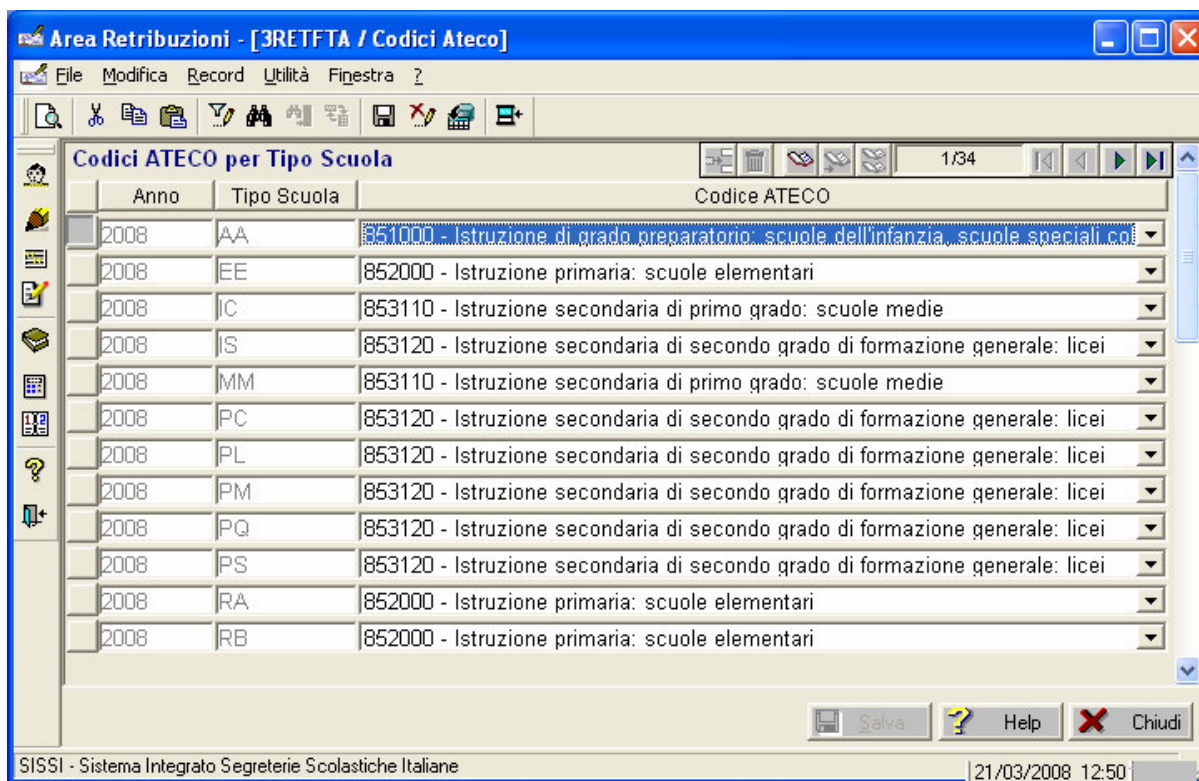 Area Retribuzioni - [3RETFTA / Codici Ateco]
File Modifica Record Utilità Finestra ?
Codici ATECO per Tipo Scuola 1/34
Anno Tipo Scuola Codice ATECO
2008 AA 851000 - Istruzione di grado preparatorio: scuole dell'infanzia, scuole speciali col
2008 EE 852000 - Istruzione primaria: scuole elementari
2008 IC 853110 - Istruzione secondaria di primo grado: scuole medie
2008 IS 853120 - Istruzione secondaria di secondo grado di formazione generale: licei
2008 MM 853110 - Istruzione secondaria di primo grado: scuole medie
2008 PC 853120 - Istruzione secondaria di secondo grado di formazione generale: licei
2008 PL 853120 - Istruzione secondaria di secondo grado di formazione generale: licei
2008 PM 853120 - Istruzione secondaria di secondo grado di formazione generale: licei
2008 PQ 853120 - Istruzione secondaria di secondo grado di formazione generale: licei
2008 PS 853120 - Istruzione secondaria di secondo grado di formazione generale: licei
2008 RA 852000 - Istruzione primaria: scuole elementari
2008 RB 852000 - Istruzione primaria: scuole elementari
Salva Help Chiudi
SISSI - Sistema Integrato Segreterie Scolastiche Italiane 21/03/2008 12:50